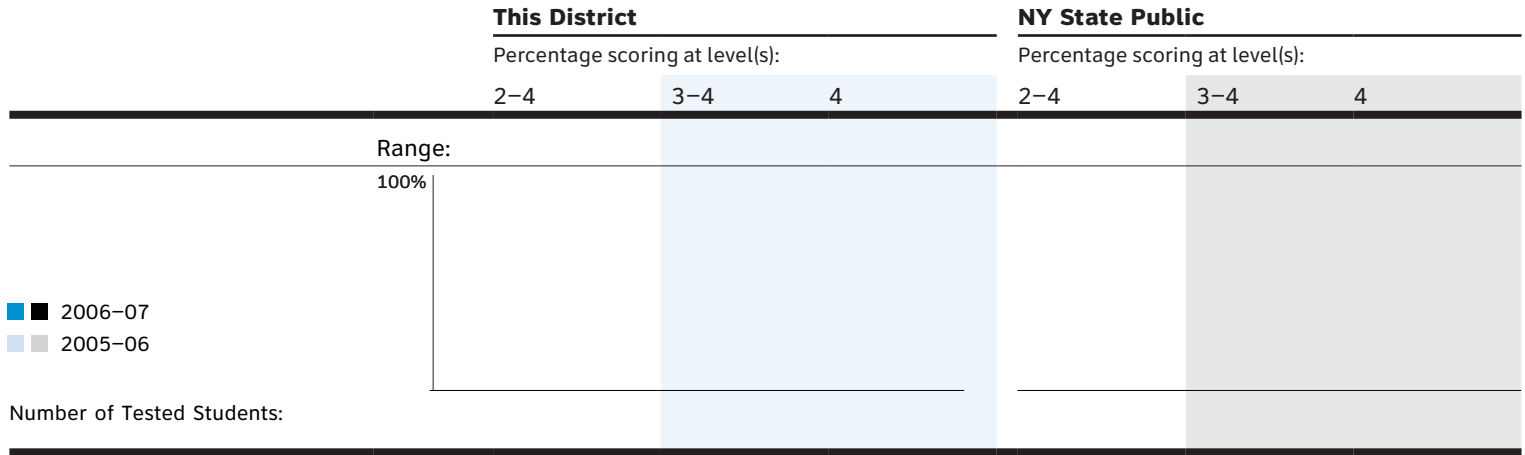 This District NY State Public
Percentage scoring at level(s): Percentage scoring at level(s):
2–4 3–4 4 2–4 3–4 4
Range:
100%
2006–07
2005–06
Number of Tested Students: